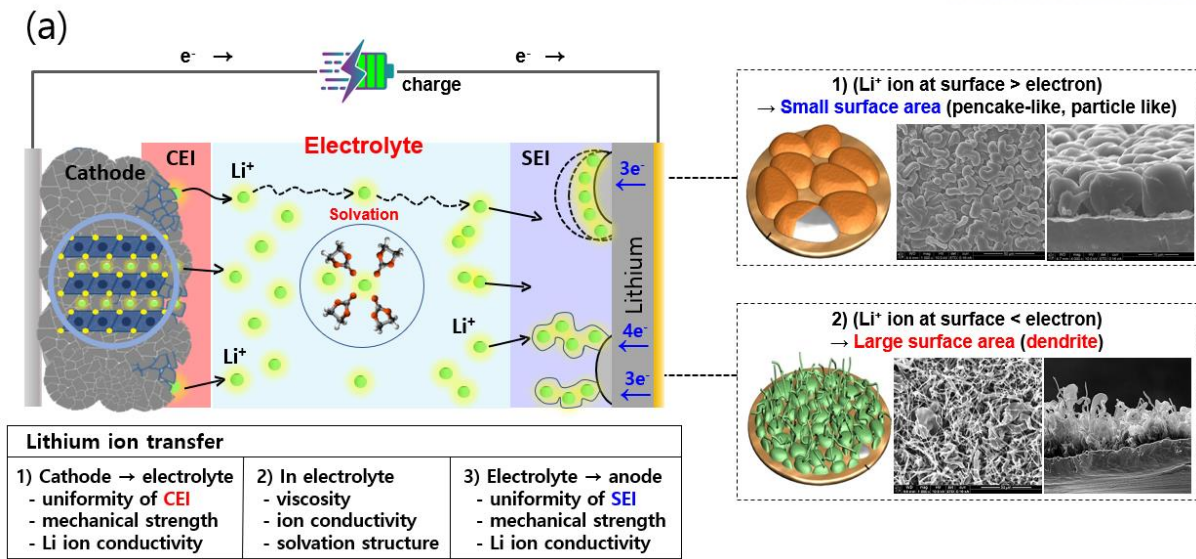 (a)
e⁻ →
e⁻ →
charge
Cathode
CEI
Electrolyte
SEI
Li⁺
Solvation
Li⁺
Li⁺
3e⁻
4e⁻
3e⁻
Lithium
1) (Li⁺ ion at surface > electron)
→ Small surface area (pencake-like, particle like)
2) (Li⁺ ion at surface < electron)
→ Large surface area (dendrite)
Lithium ion transfer
1) Cathode → electrolyte
- uniformity of CEI
- mechanical strength
- Li ion conductivity
2) In electrolyte
- viscosity
- ion conductivity
- solvation structure
3) Electrolyte → anode
- uniformity of SEI
- mechanical strength
- Li ion conductivity